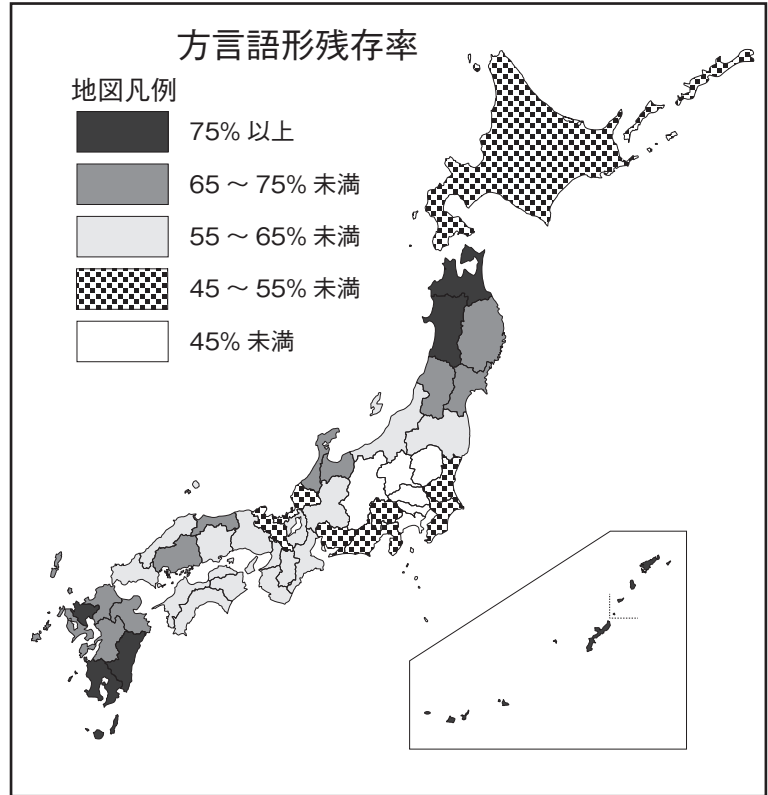 方言語形残存率
地図凡例
75% 以上
65 ～ 75% 未満
55 ～ 65% 未満
45 ～ 55% 未満
45% 未満